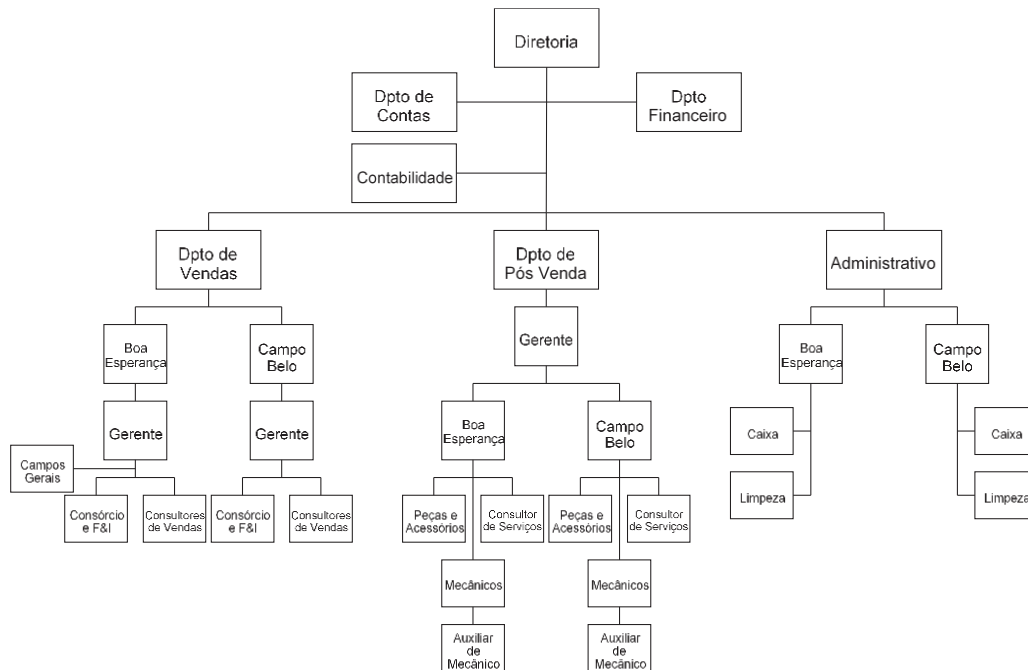 Diretoria
Dpto de
Contas
Dpto
Financeiro
Contabilidade
Dpto de
Vendas
Dpto de
Pós Venda
Administrativo
Boa
Esperança
Campo
Belo
Gerente
Boa
Esperança
Campo
Belo
Gerente
Gerente
Boa
Esperança
Campo
Belo
Caixa
Caixa
Campos
Gerais
Limpeza
Limpeza
Consórcio
e F&I
Consultores
de Vendas
Consórcio
e F&I
Consultores
de Vendas
Peças e
Acessórios
Consultor
de Serviços
Peças e
Acessórios
Consultor
de Serviços
Mecânicos
Mecânicos
Auxiliar
de
Mecânico
Auxiliar
de
Mecânico